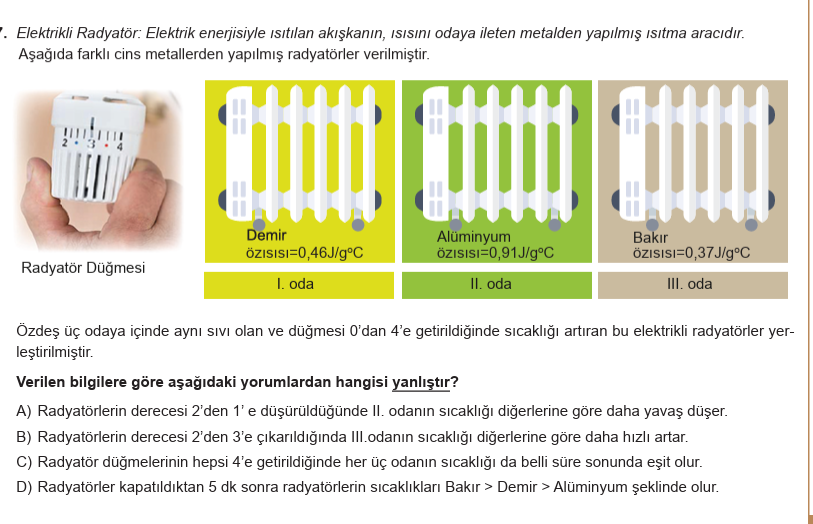 7. Elektrikli Radyatör: Elektrik enerjisiyle ısıtılan akışkanın, ısısını odaya ileten metalden yapılmış ısıtma aracıdır.
Aşağıda farklı cins metallerden yapılmış radyatörler verilmiştir.
2 3 4
Radyatör Düğmesi
Demir
özısısı=0,46J/gºC
I. oda
Alüminyum
özısısı=0,91J/gºC
II. oda
Bakır
özısısı=0,37J/gºC
III. oda
Özdeş üç odaya içinde aynı sıvı olan ve düğmesi 0’dan 4’e getirildiğinde sıcaklığı artıran bu elektrikli radyatörler yer-
leştirilmiştir.
Verilen bilgilere göre aşağıdaki yorumlardan hangisi yanlıştır?
A) Radyatörlerin derecesi 2’den 1’ e düşürüldüğünde II. odanın sıcaklığı diğerlerine göre daha yavaş düşer.
B) Radyatörlerin derecesi 2’den 3’e çıkarıldığında III.odanın sıcaklığı diğerlerine göre daha hızlı artar.
C) Radyatör düğmelerinin hepsi 4’e getirildiğinde her üç odanın sıcaklığı da belli süre sonunda eşit olur.
D) Radyatörler kapatıldıktan 5 dk sonra radyatörlerin sıcaklıkları Bakır > Demir > Alüminyum şeklinde olur.